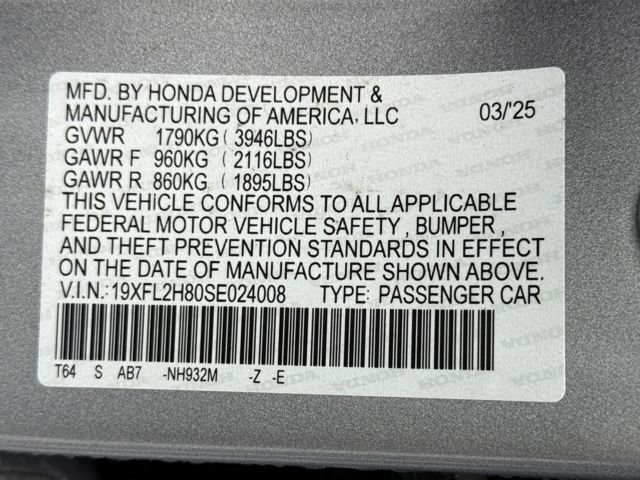 MFD. BY HONDA DEVELOPMENT &
MANUFACTURING OF AMERICA, LLC 03/'25
GVWR 1790KG ( 3946LBS )
GAWR F 960KG ( 2116LBS )
GAWR R 860KG ( 1895LBS )
THIS VEHICLE CONFORMS TO ALL APPLICABLE
FEDERAL MOTOR VEHICLE SAFETY , BUMPER ,
AND THEFT PREVENTION STANDARDS IN EFFECT
ON THE DATE OF MANUFACTURE SHOWN ABOVE.
V.I.N.: 19XFL2H80SE024008 TYPE: PASSENGER CAR
T64 S AB7 -NH932M -Z -E